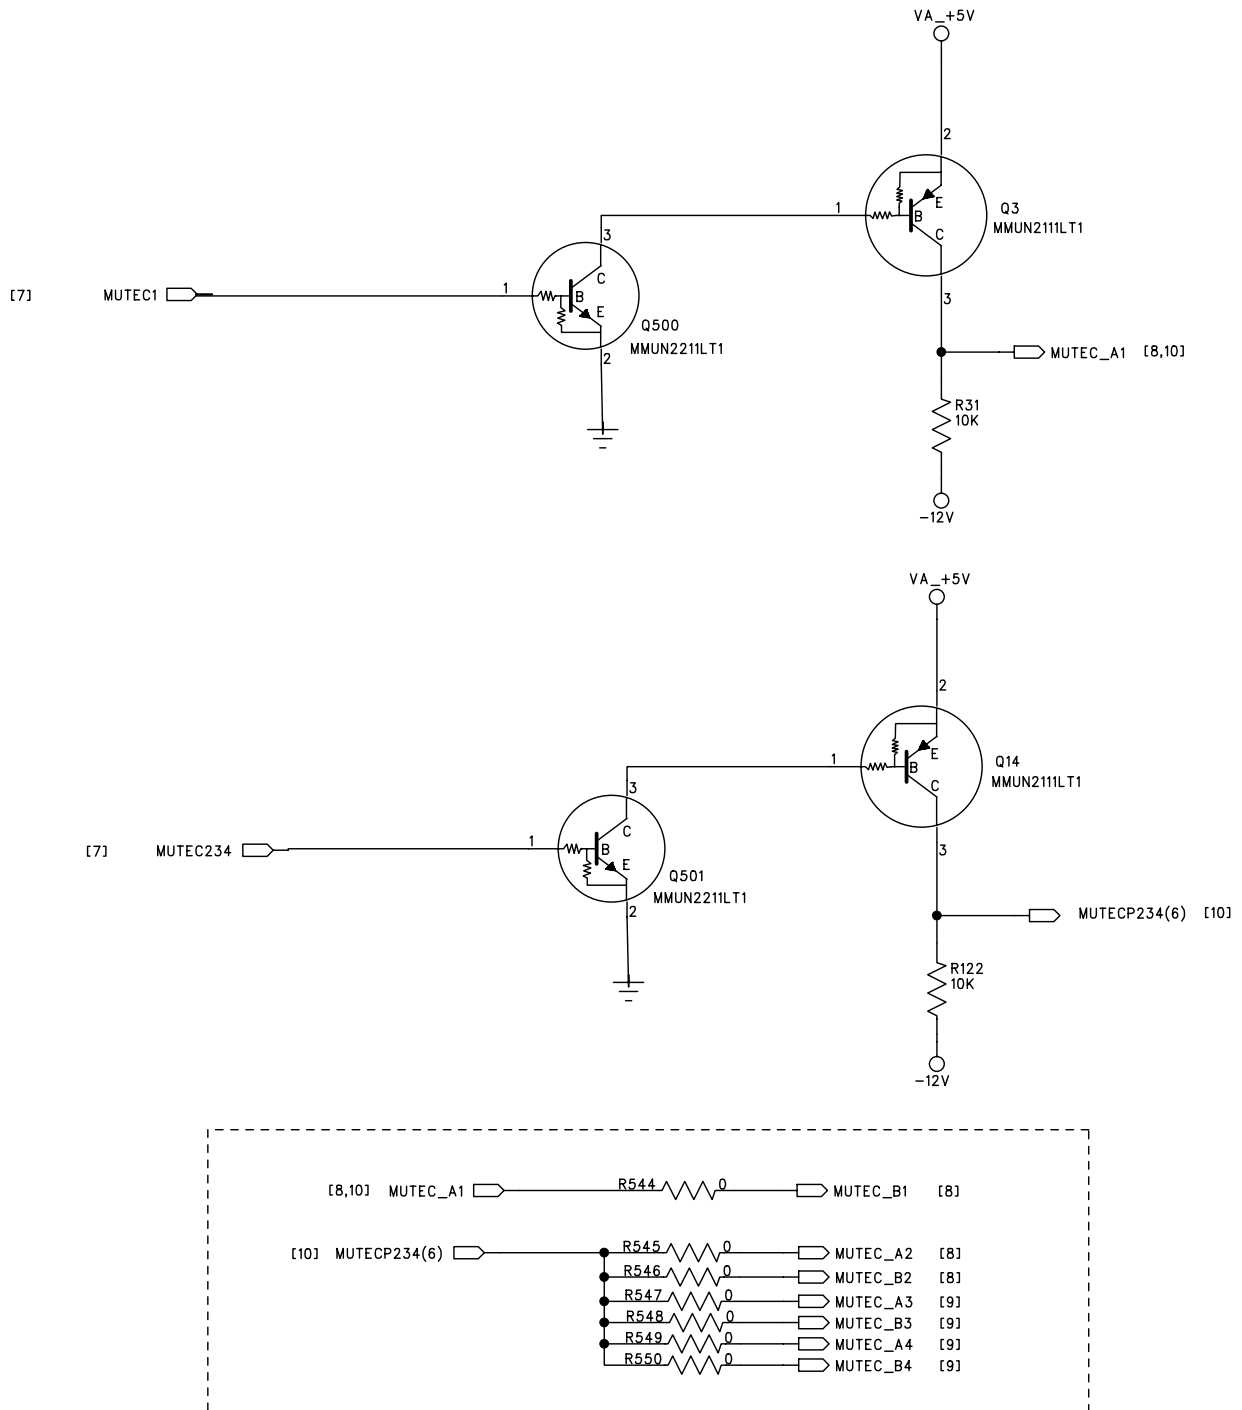 VA_+5V
2
1
E
B
C
Q3
MMUN2111LT1
3
3
[7] MUTEC1
1
C
B
E
Q500
MMUN2211LT1
2
MUTEC_A1 [8,10]
R31
10K
-12V
VA_+5V
2
1
E
B
C
Q14
MMUN2111LT1
3
3
[7] MUTEC234
1
C
B
E
Q501
MMUN2211LT1
2
MUTECP234(6) [10]
R122
10K
-12V
[8,10] MUTEC_A1 R544 0 MUTEC_B1 [8]
[10] MUTECP234(6) R545 0 MUTEC_A2 [8]
R546 0 MUTEC_B2 [8]
R547 0 MUTEC_A3 [9]
R548 0 MUTEC_B3 [9]
R549 0 MUTEC_A4 [9]
R550 0 MUTEC_B4 [9]